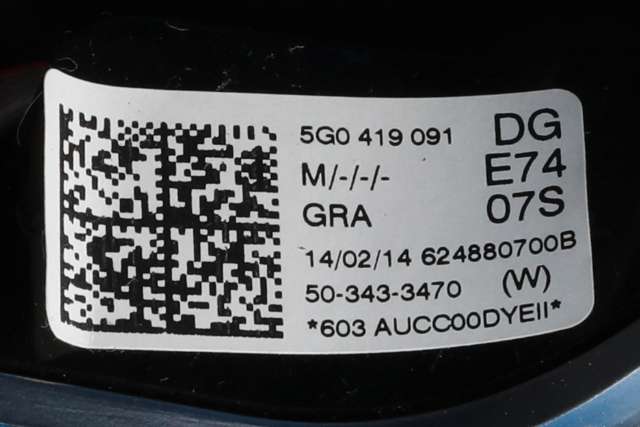 5G0 419 091 DG
M/-/-/- E74
GRA 07S
14/02/14 624880700B
50-343-3470 (W)
*603 AUCC00DYEII*